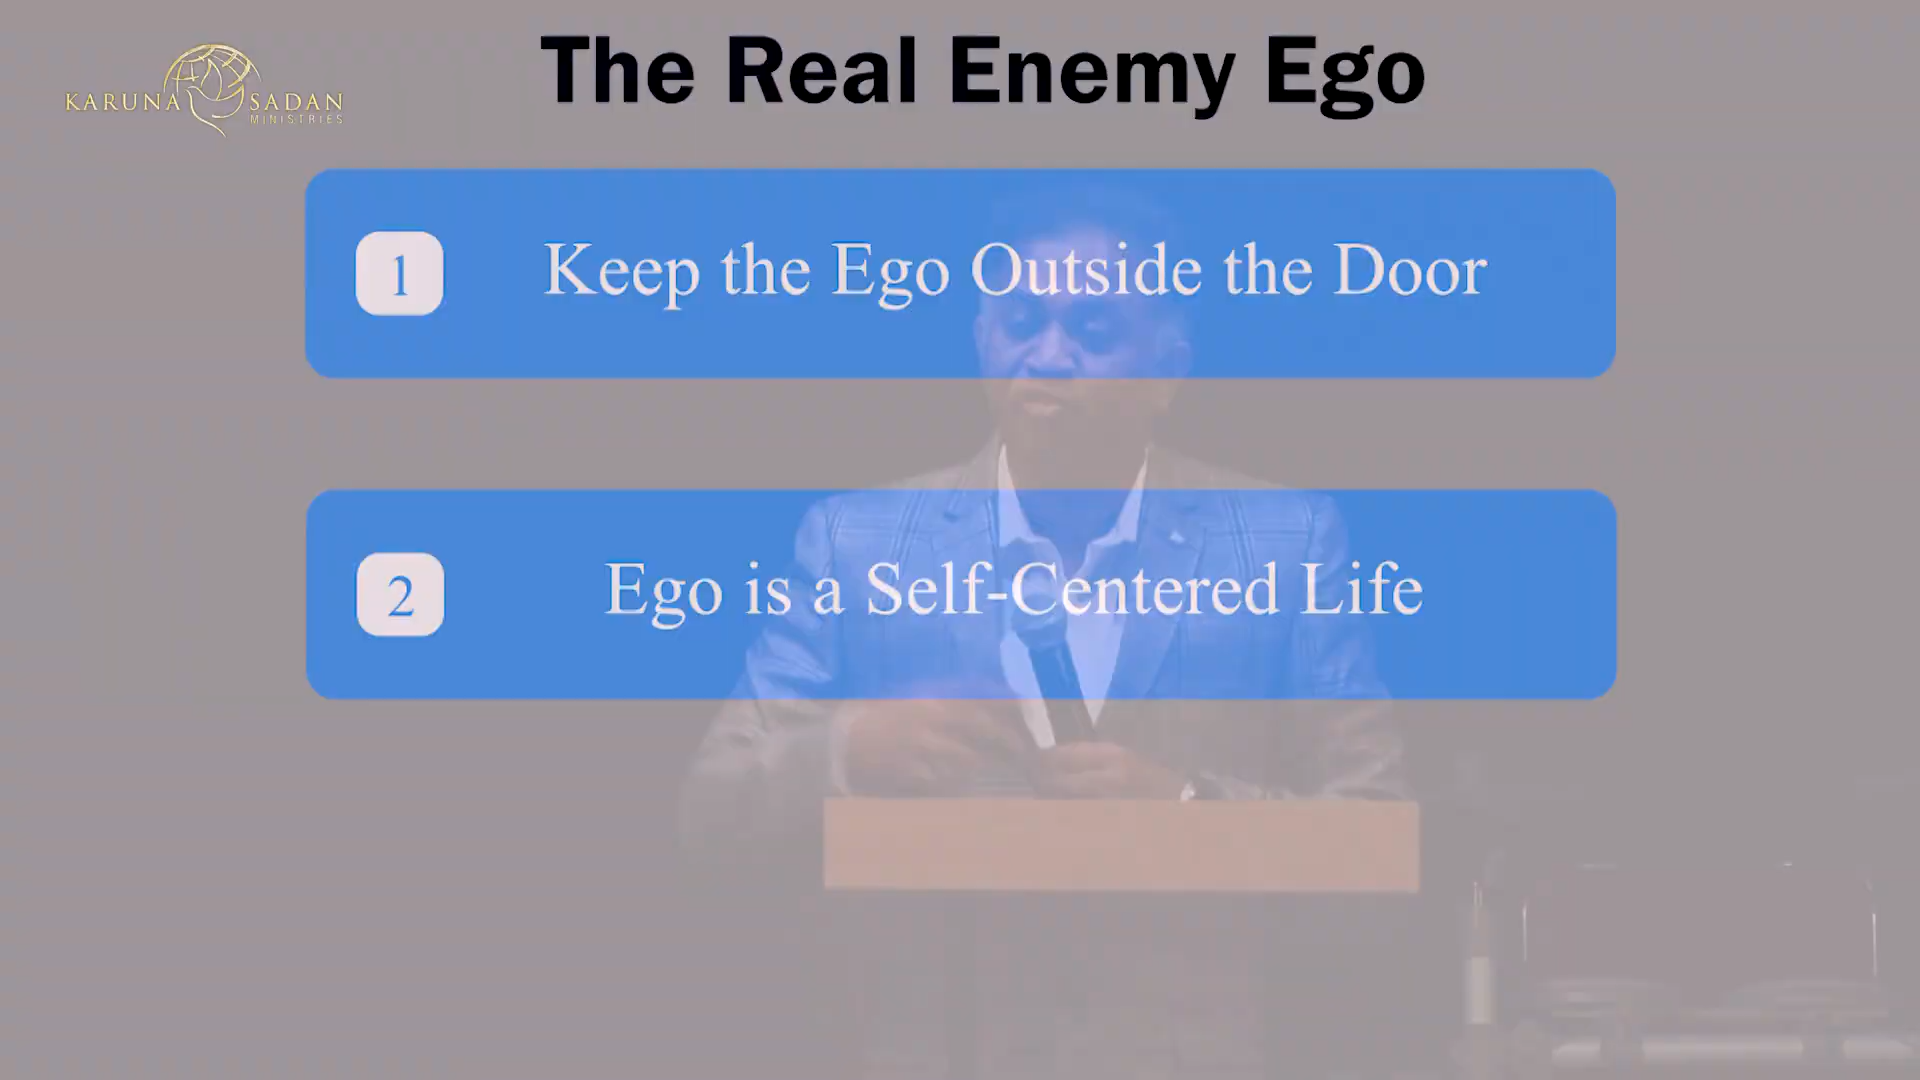 KARUNA SADAN
MINISTRIES
The Real Enemy Ego
1 Keep the Ego Outside the Door
2 Ego is a Self-Centered Life